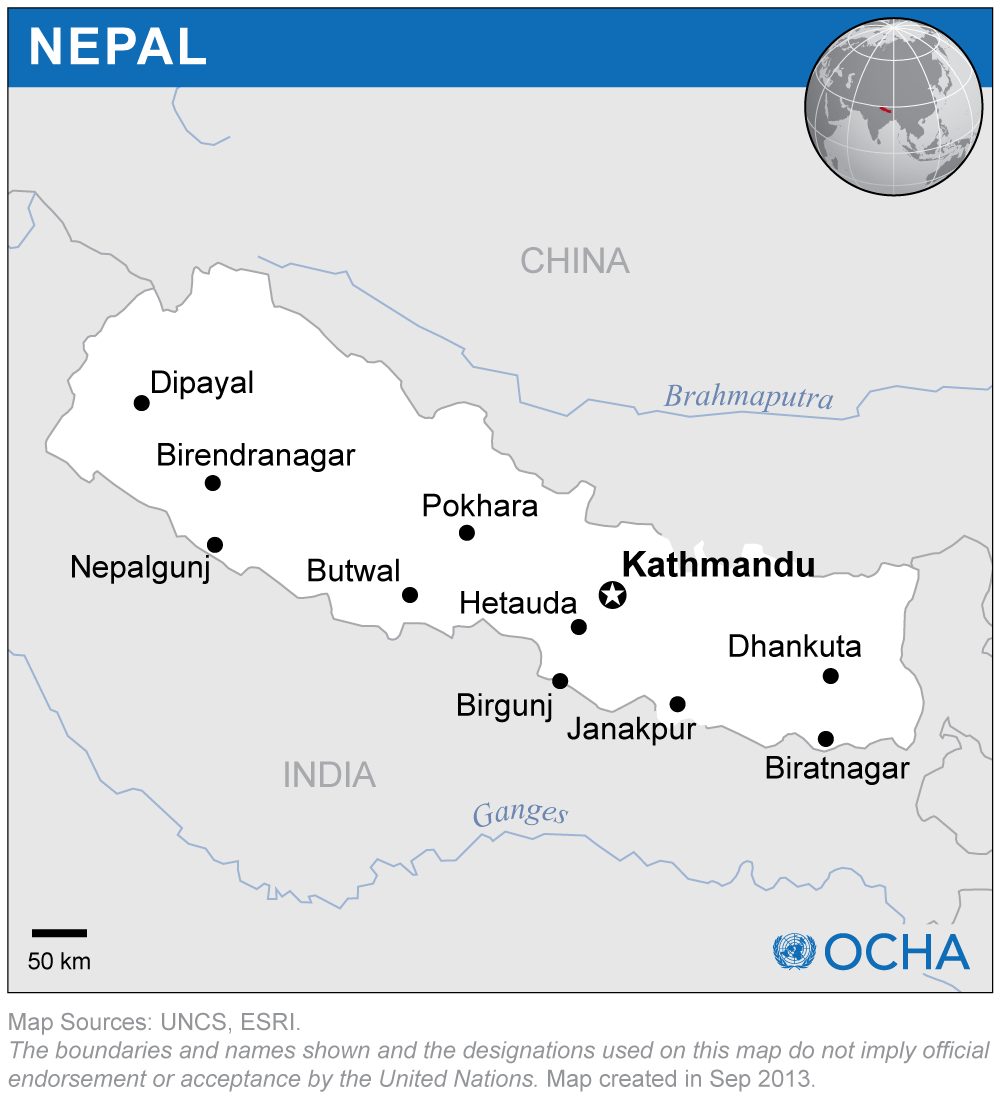 NEPAL
CHINA
Brahmaputra
Dipayal
Birendranagar
Pokhara
Nepalgunj
Butwal
Kathmandu
Hetauda
Dhankuta
Birgunj
Janakpur
Biratnagar
INDIA
Ganges
50 km
OCHA
Map Sources: UNCS, ESRI.
The boundaries and names shown and the designations used on this map do not imply official
endorsement or acceptance by the United Nations. Map created in Sep 2013.